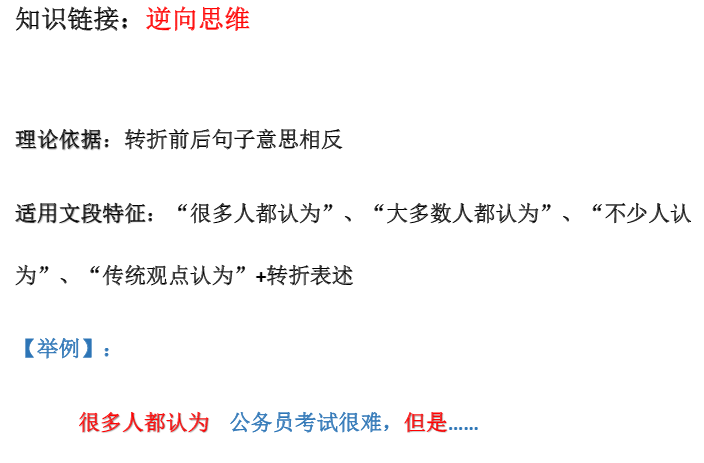 知识链接：逆向思维
理论依据：转折前后句子意思相反
适用文段特征：“很多人都认为”、“大多数人都认为”、“不少人认
为”、“传统观点认为”+转折表述
【举例】：
很多人都认为 公务员考试很难，但是……